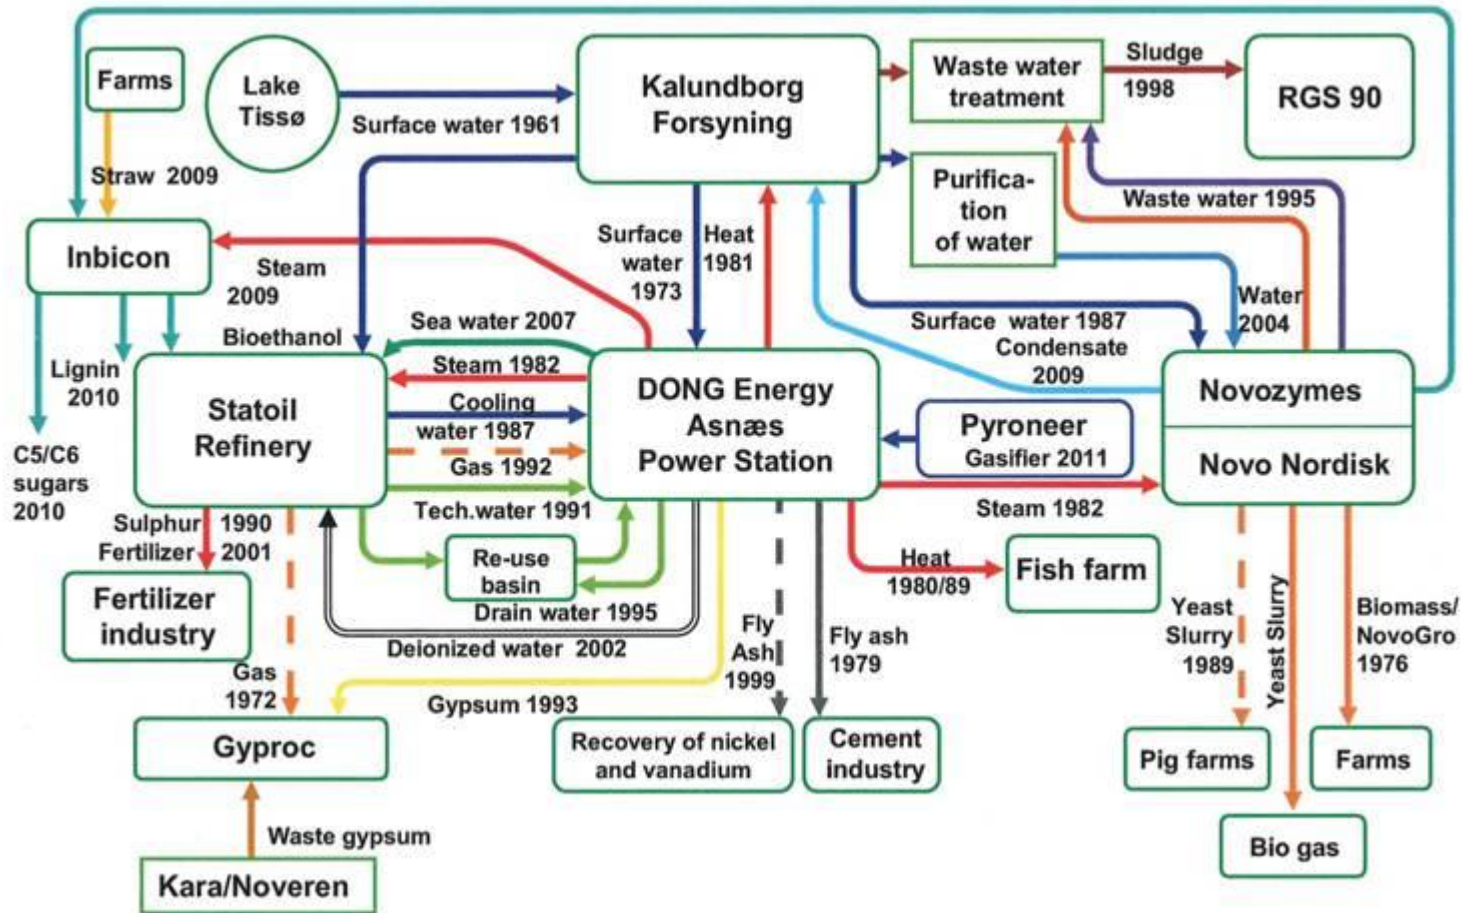 Farms
Lake
Tissø
Surface water 1961
Kalundborg
Forsyning
Waste water
treatment
Sludge
1998
RGS 90
Straw 2009
Purifica-
tion
of water
Waste water 1995
Inbicon
Steam
2009
Surface
water
1973
Heat
1981
Water
2004
Surface water 1987
Condensate
2009
Bioethanol
Sea water 2007
Steam 1982
Lignin
2010
C5/C6
sugars
2010
Statoil
Refinery
Cooling
water 1987
Gas 1992
Tech.water 1991
DONG Energy
Asnæs
Power Station
Pyroneer
Gasifier 2011
Novozymes
Novo Nordisk
Steam 1982
Sulphur 1990
Fertilizer 2001
Re-use
basin
Drain water 1995
Deionized water 2002
Heat
1980/89
Fish farm
Fertilizer
industry
Gas
1972
Gypsum 1993
Fly
Ash
1999
Fly ash
1979
Yeast
Slurry
1989
Yeast Slurry
Biomass/
NovoGro
1976
Gyproc
Recovery of nickel
and vanadium
Cement
industry
Pig farms
Farms
Waste gypsum
Bio gas
Kara/Noveren